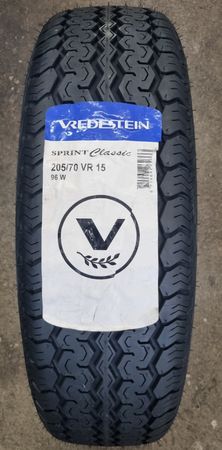 VREDESTEIN
SPRINT Classic
205/70 VR 15
96 W
V